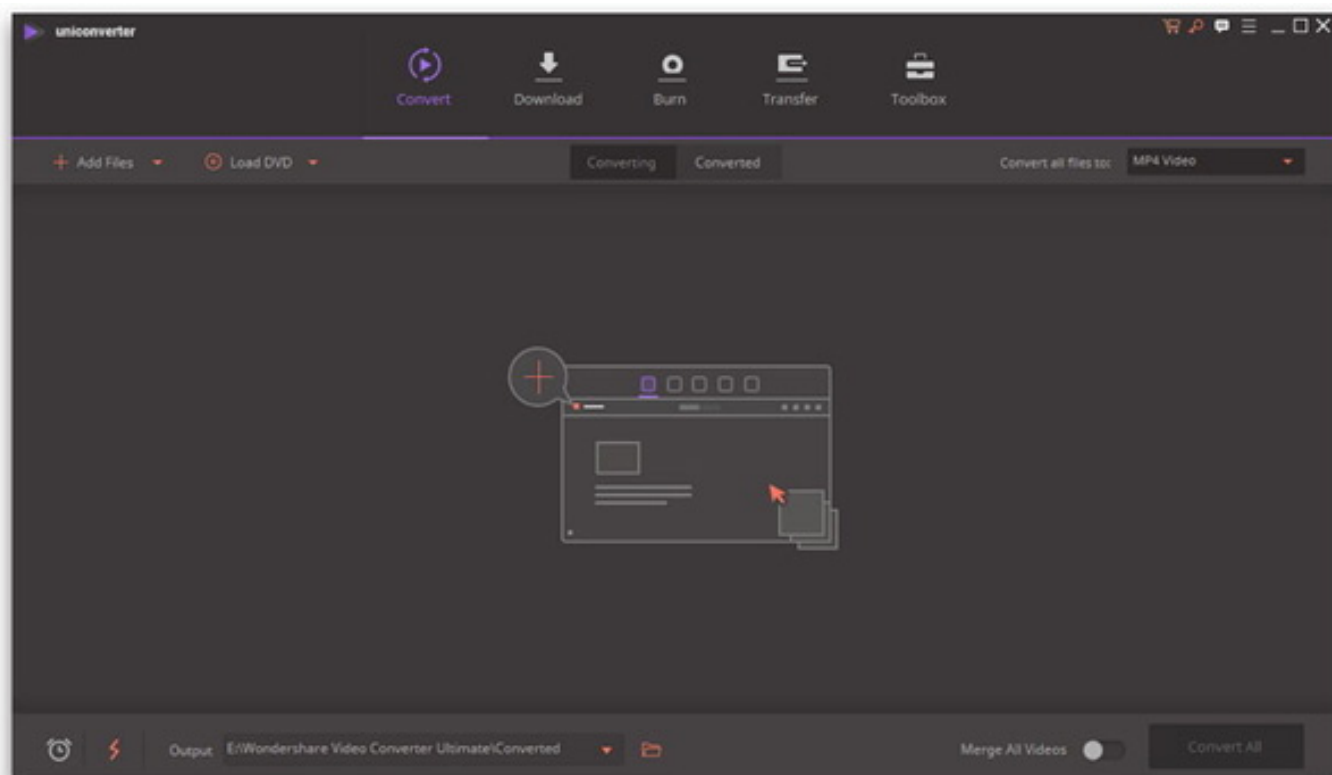 uniconverter
Convert
Download
Burn
Transfer
Toolbox
Add Files
Load DVD
Converting
Converted
Convert all files to:
MP4 Video
Output
E:\Wondershare Video Converter Ultimate\Converted
Merge All Videos
Convert All